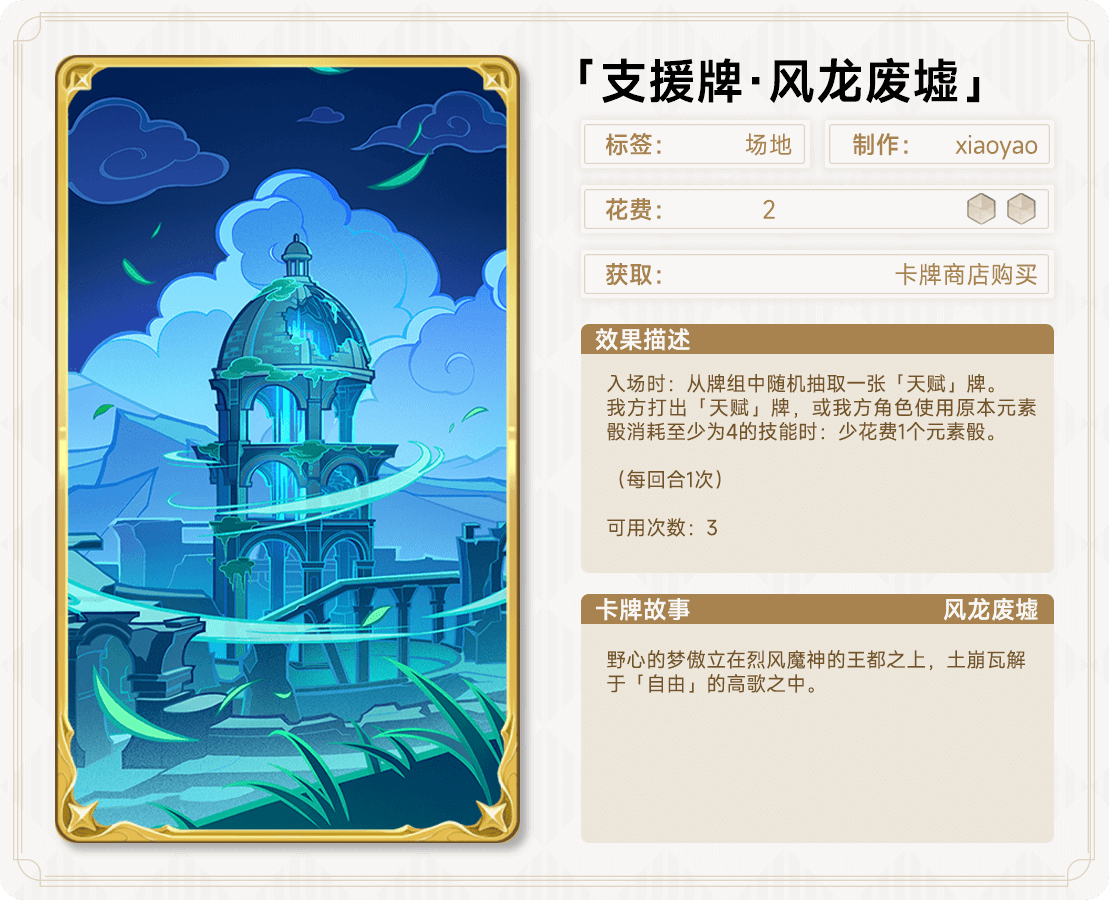 「支援牌·风龙废墟」
标签： 场地
制作： xiaoyao
花费： 2
获取： 卡牌商店购买
效果描述
入场时：从牌组中随机抽取一张「天赋」牌。
我方打出「天赋」牌，或我方角色使用原本元素
骰消耗至少为4的技能时：少花费1个元素骰。
（每回合1次）
可用次数：3
卡牌故事 风龙废墟
野心的梦傲立在烈风魔神的王都之上，土崩瓦解
于「自由」的高歌之中。